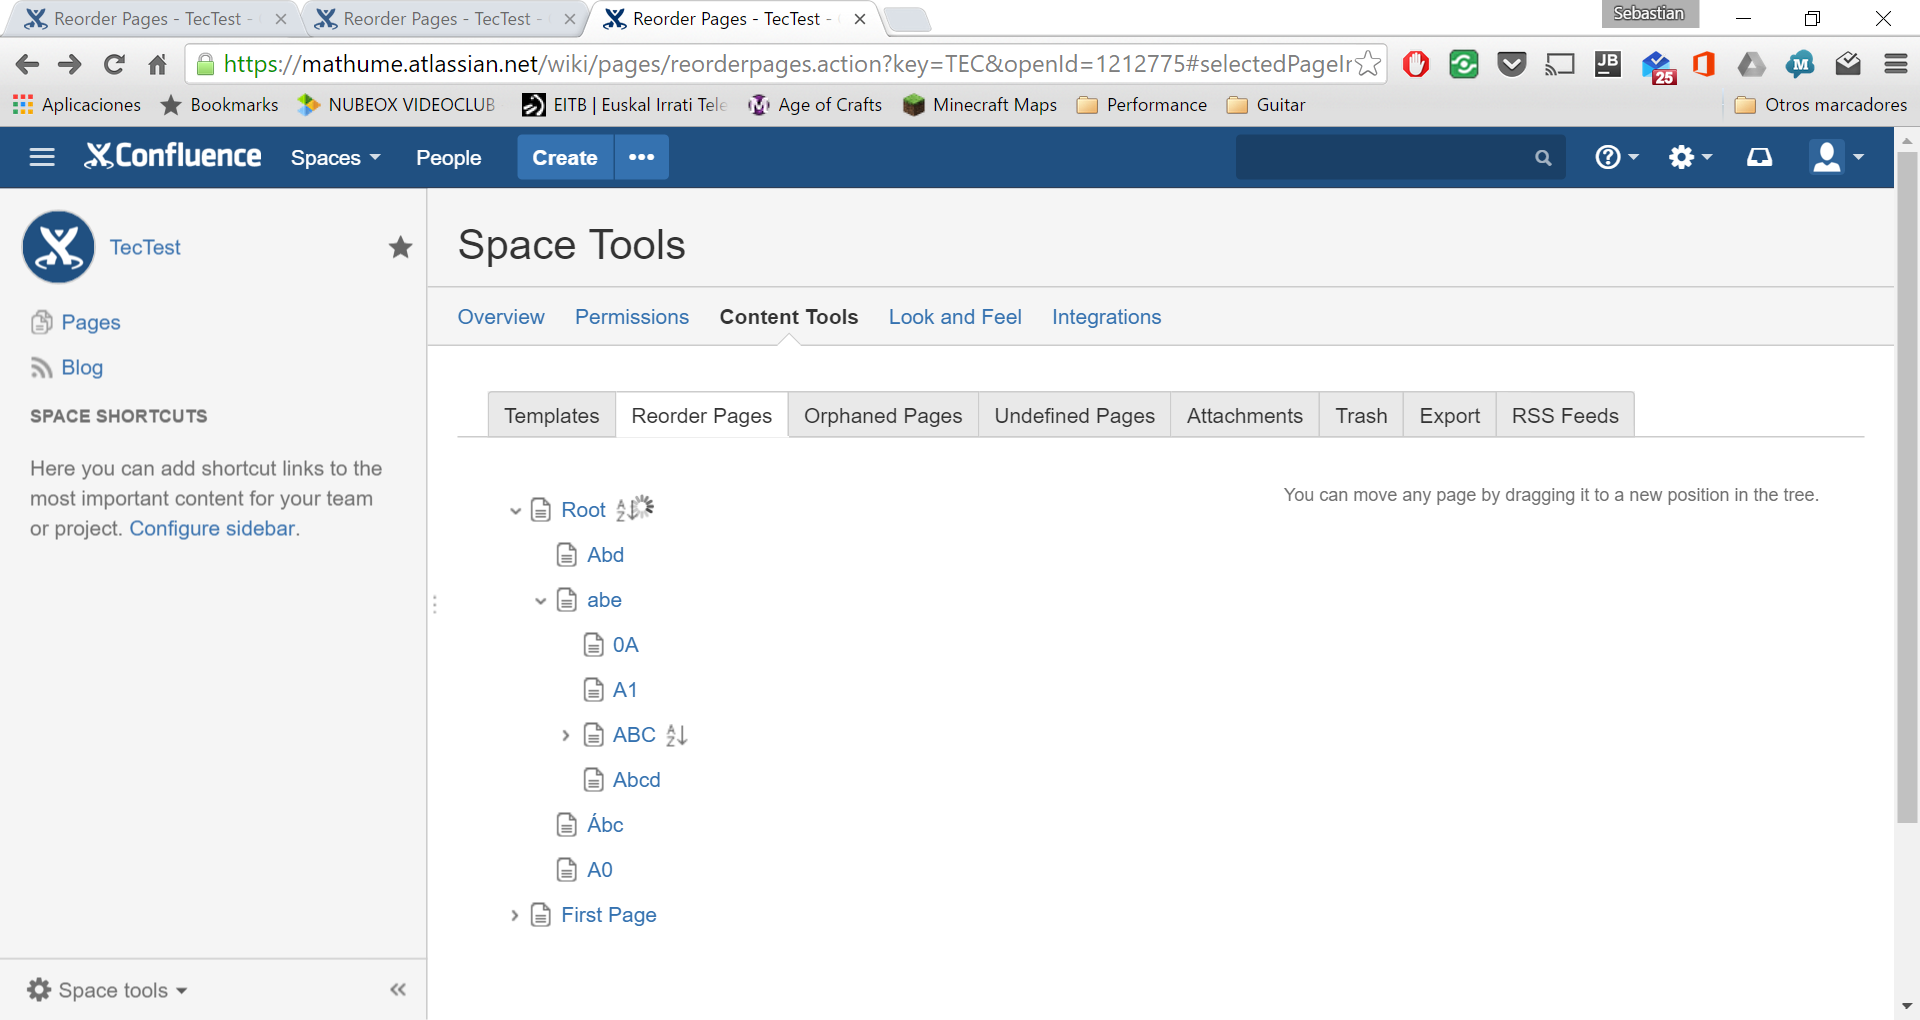 Reorder Pages - TecTest -
Reorder Pages - TecTest -
Reorder Pages - TecTest -
Sebastian
https://mathume.atlassian.net/wiki/pages/reorderpages.action?key=TEC&openId=1212775#selectedPageIr
JB
25
M
Aplicaciones
Bookmarks
NUBEOX VIDEOCLUB
EITB | Euskal Irrati Tele
Age of Crafts
Minecraft Maps
Performance
Guitar
Otros marcadores
Confluence
Spaces
People
Create
TecTest
Pages
Blog
SPACE SHORTCUTS
Here you can add shortcut links to the
most important content for your team
or project. Configure sidebar.
Space tools
Space Tools
Overview
Permissions
Content Tools
Look and Feel
Integrations
Templates
Reorder Pages
Orphaned Pages
Undefined Pages
Attachments
Trash
Export
RSS Feeds
You can move any page by dragging it to a new position in the tree.
Root
Abd
abe
0A
A1
ABC
Abcd
Ábc
A0
First Page